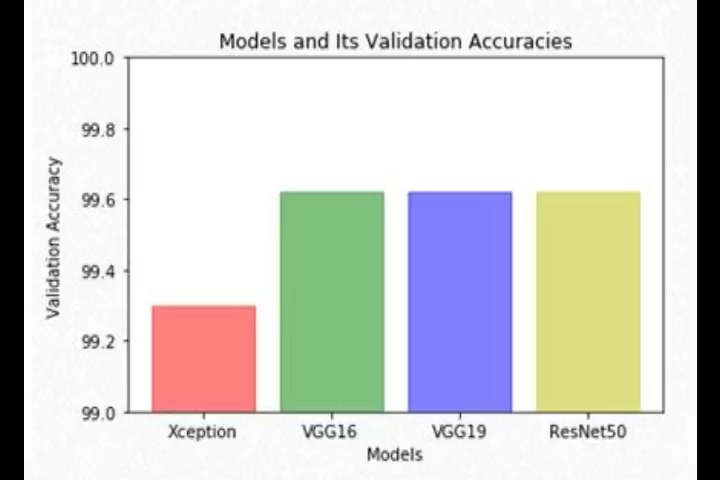 Models and Its Validation Accuracies
100.0
99.8
99.6
99.4
99.2
99.0
Validation Accuracy
Xception VGG16 VGG19 ResNet50
Models